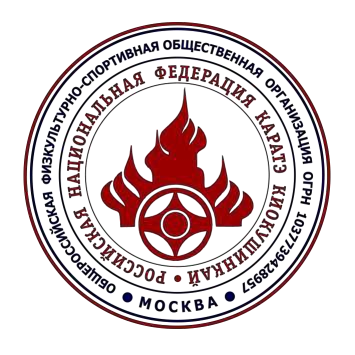 ОБЩЕРОССИЙСКАЯ ФИЗКУЛЬТУРНО-СПОРТИВНАЯ ОБЩЕСТВЕННАЯ ОРГАНИЗАЦИЯ ОГРН 1037739428957
• МОСКВА •
РОССИЙСКАЯ НАЦИОНАЛЬНАЯ ФЕДЕРАЦИЯ КАРАТЭ КИОКУШИНКАЙ •